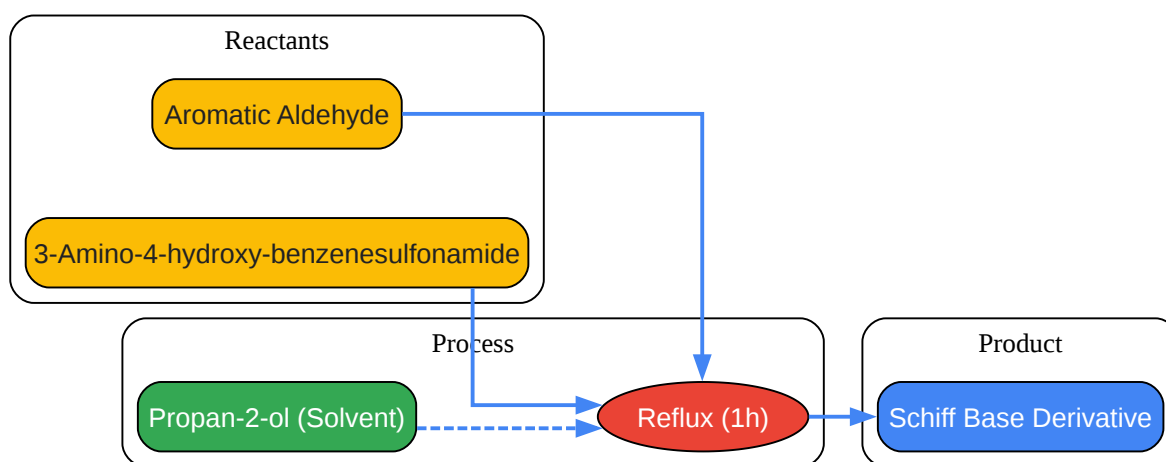 Reactants
Aromatic Aldehyde
3-Amino-4-hydroxy-benzenesulfonamide
Process
Product
Propan-2-ol (Solvent)
Reflux (1h)
Schiff Base Derivative